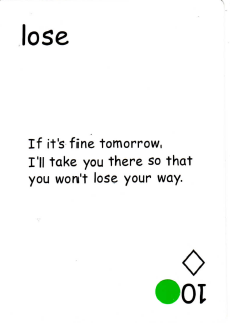 lose
If it's fine tomorrow,
I'll take you there so that
you won't lose your way.
10